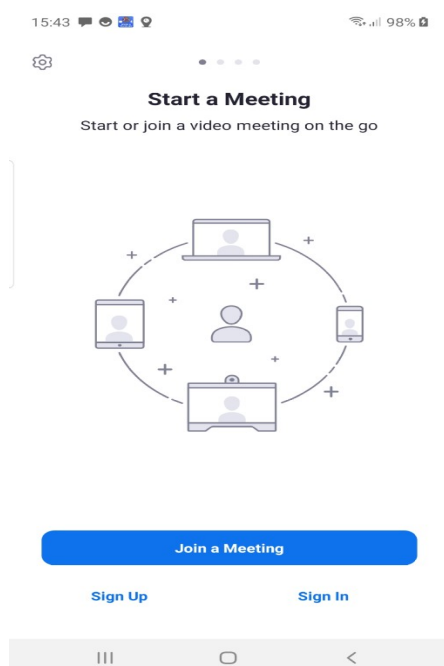 15:43 98%
Start a Meeting
Start or join a video meeting on the go
Join a Meeting
Sign Up Sign In